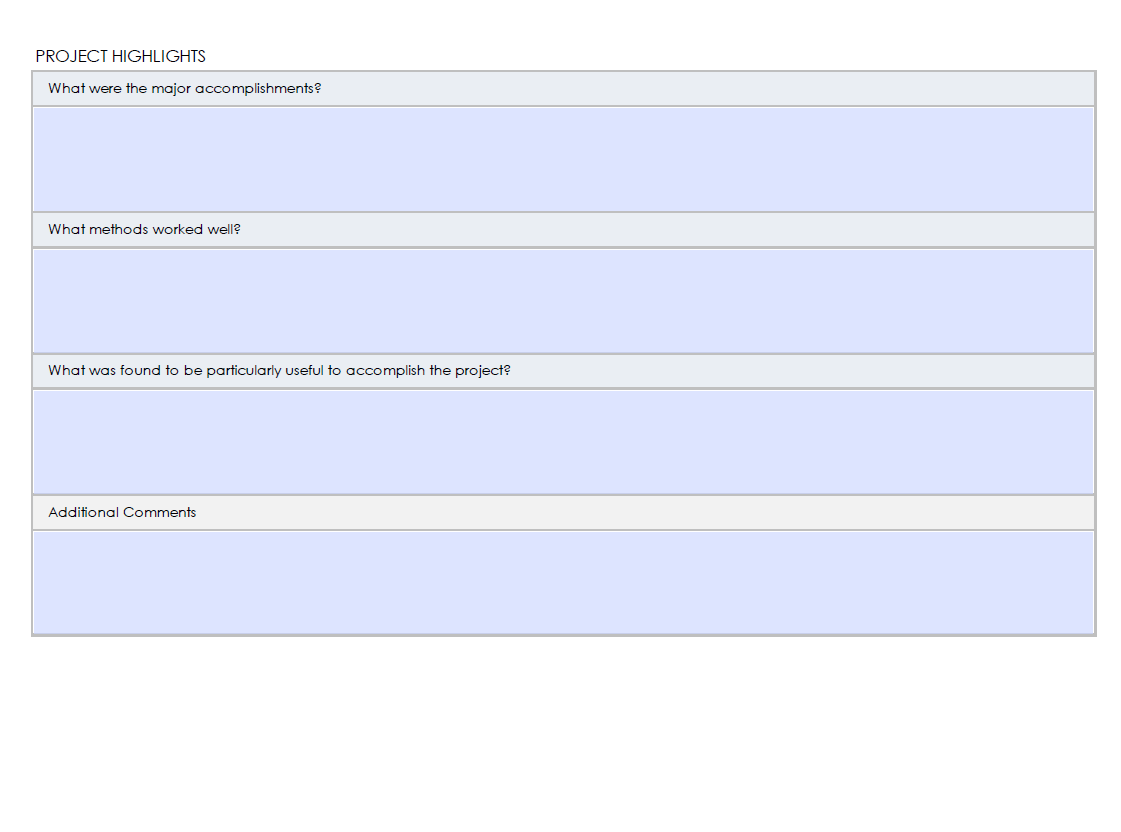 PROJECT HIGHLIGHTS
What were the major accomplishments?
What methods worked well?
What was found to be particularly useful to accomplish the project?
Additional Comments